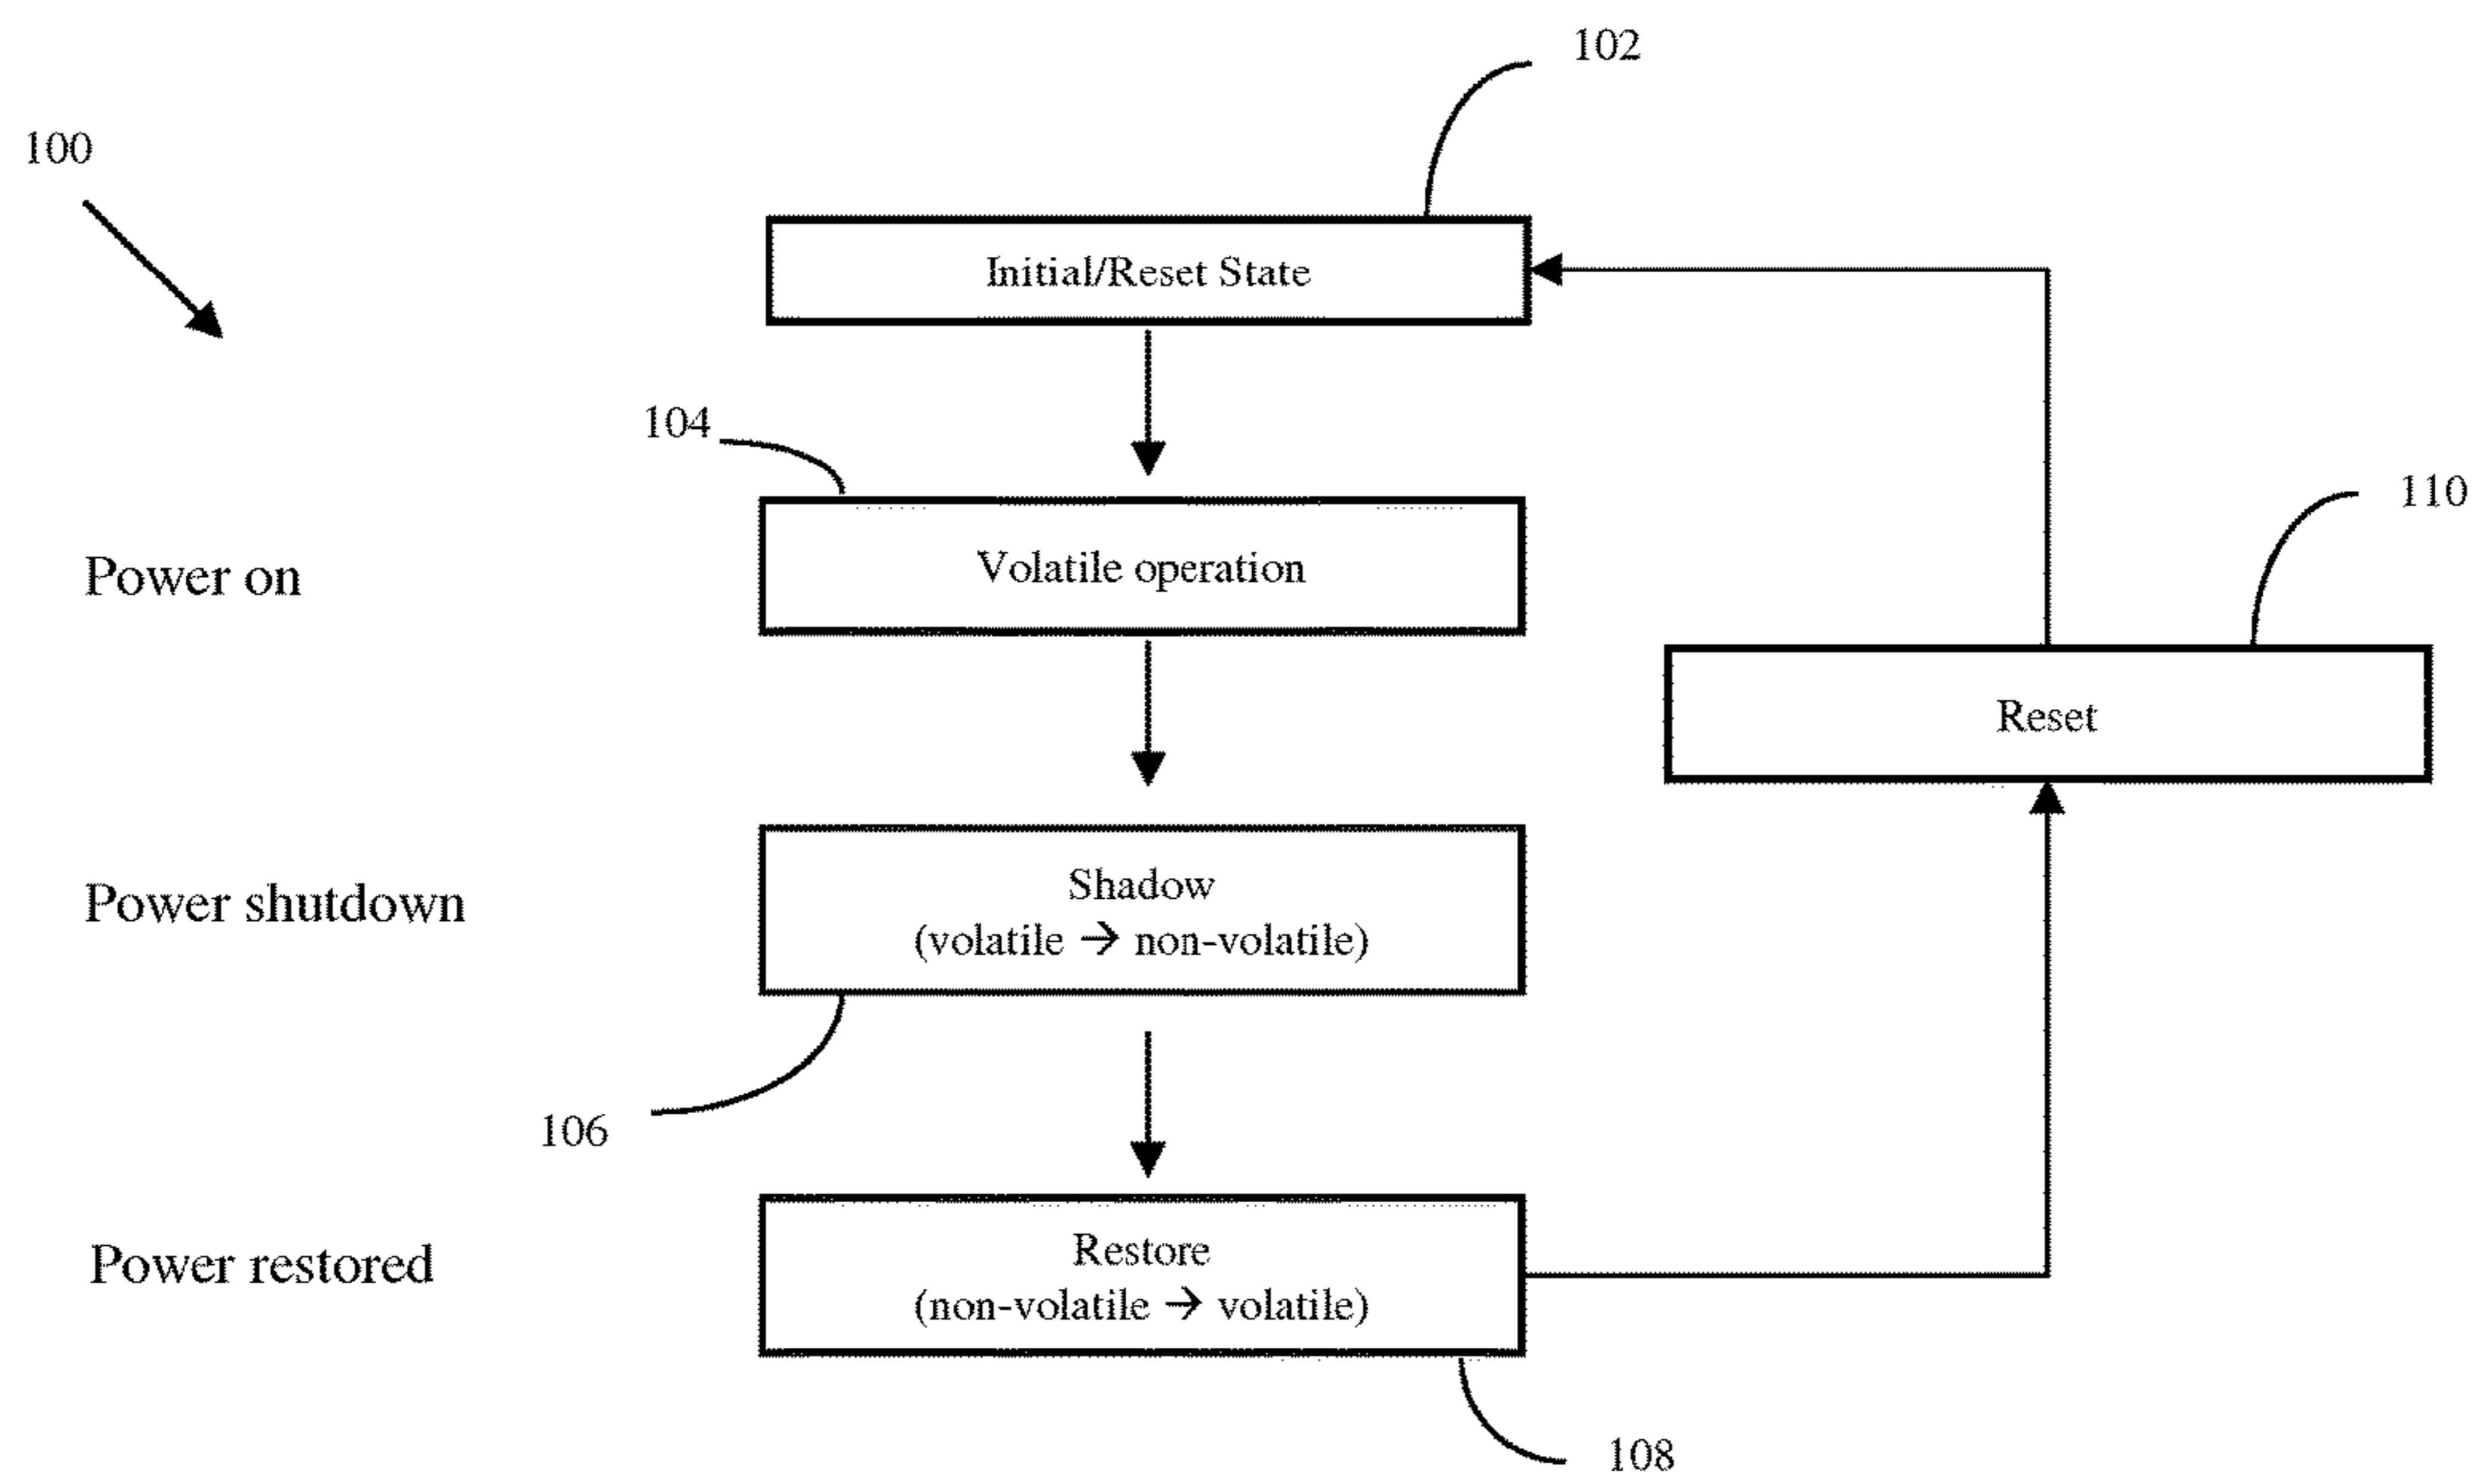 102
100
Initial/Reset State
104
110
Power on
Volatile operation
Reset
Power shutdown
Shadow
(volatile → non-volatile)
106
Power restored
Restore
(non-volatile → volatile)
108